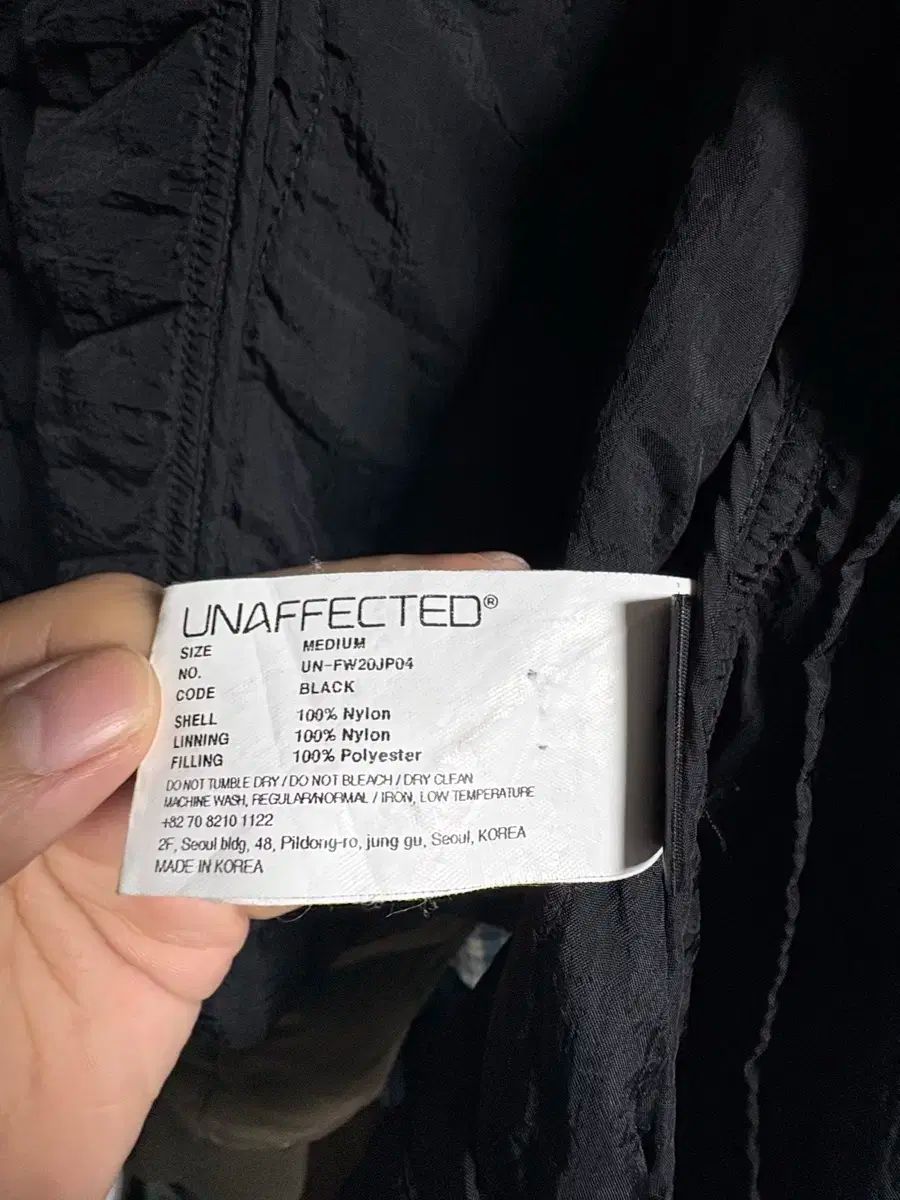 UNAFFECTED®
SIZE MEDIUM
NO. UN-FW20JP04
CODE BLACK
SHELL 100% Nylon
LINNING 100% Nylon
FILLING 100% Polyester
DO NOT TUMBLE DRY / DO NOT BLEACH / DRY CLEAN
MACHINE WASH, REGULAR/NORMAL / IRON, LOW TEMPERATURE
+82 70 8210 1122
2F, Seoul bldg, 48, Pildong-ro, jung gu, Seoul, KOREA
MADE IN KOREA